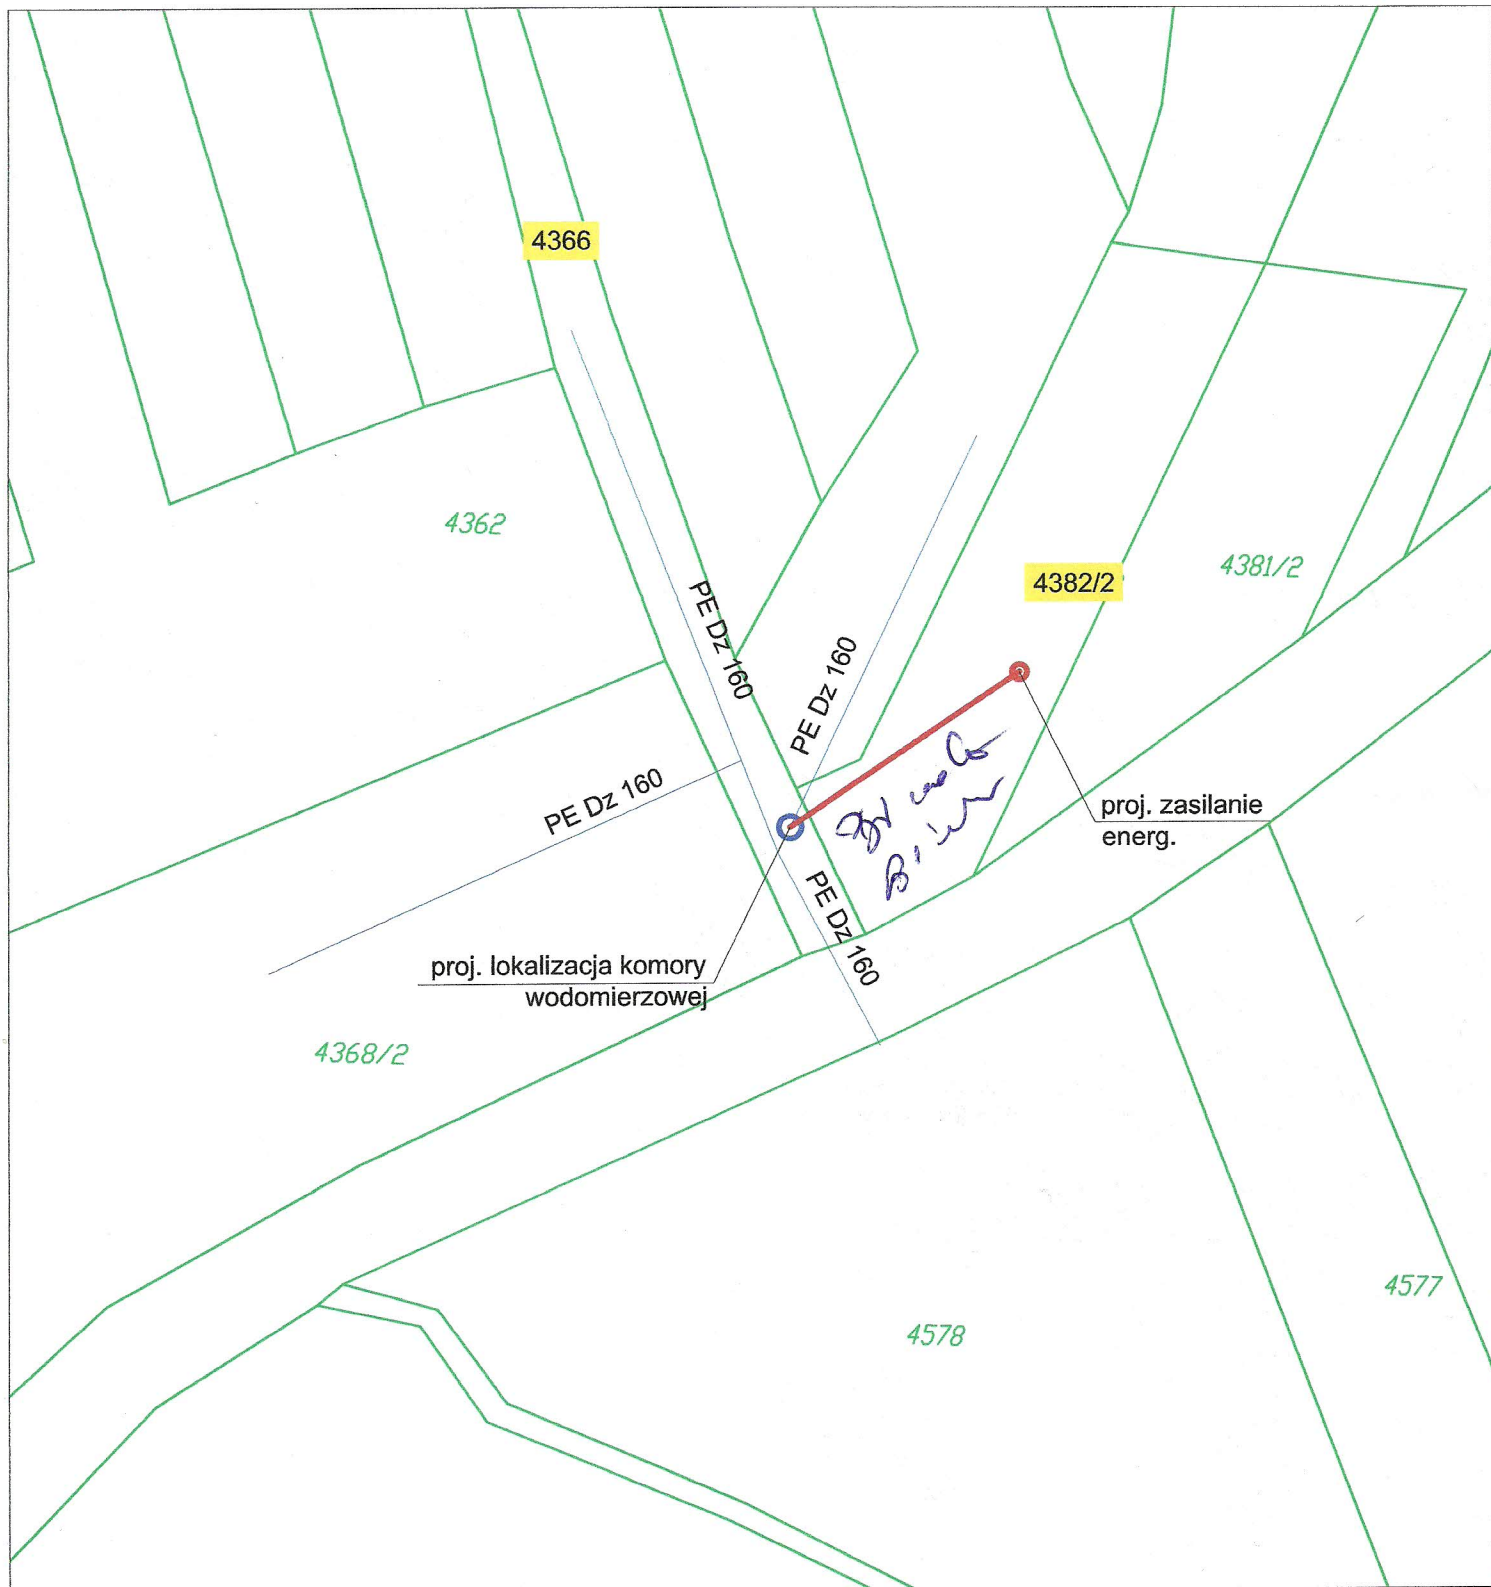 4366
4362
4382/2
4381/2
PE Dz 160
PE Dz 160
PE Dz 160
proj. zasilanie
energ.
PE Dz 160
proj. lokalizacja komory
wodomierzowej
4368/2
4577
4578